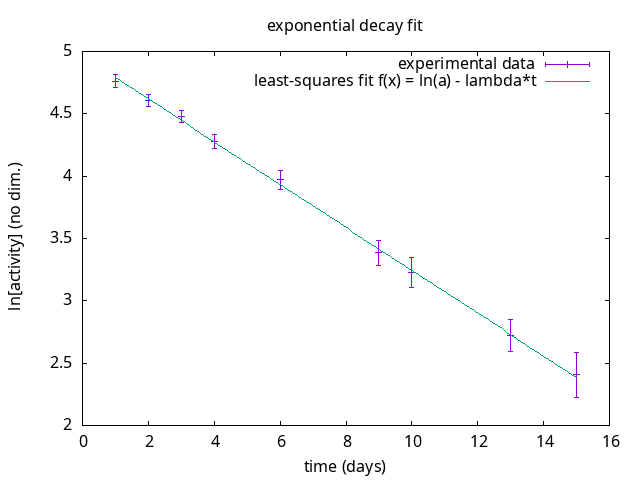 exponential decay fit
experimental data
least-squares fit f(x) = ln(a) - lambda*t
ln[activity] (no dim.)
5
4.5
4
3.5
3
2.5
2
0 2 4 6 8 10 12 14 16
time (days)